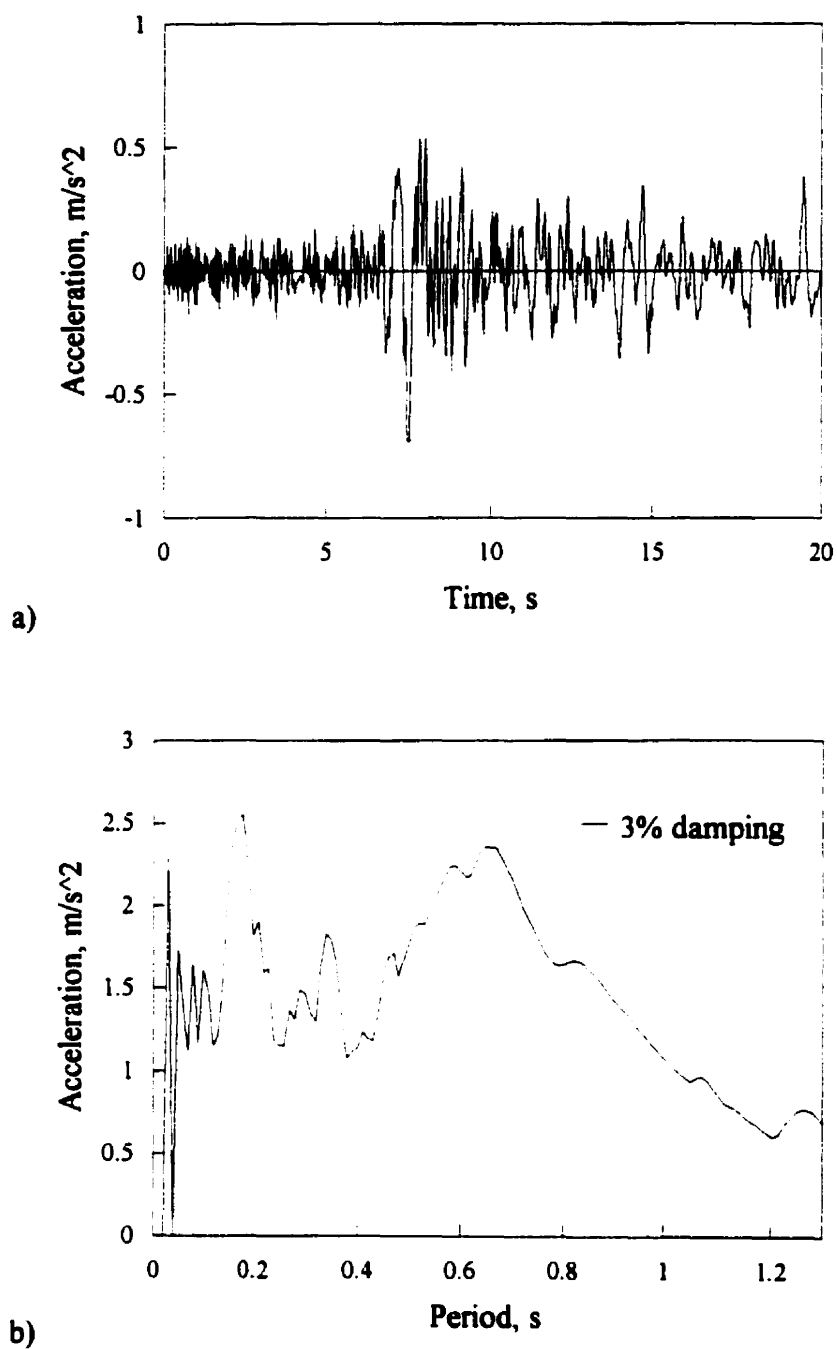 1
0.5
0
-0.5
-1
Acceleration, m/s^2
0 5 10 15 20
Time, s
a)
3
2.5
2
1.5
1
0.5
0
Acceleration, m/s^2
3% damping
0 0.2 0.4 0.6 0.8 1 1.2
Period, s
b)